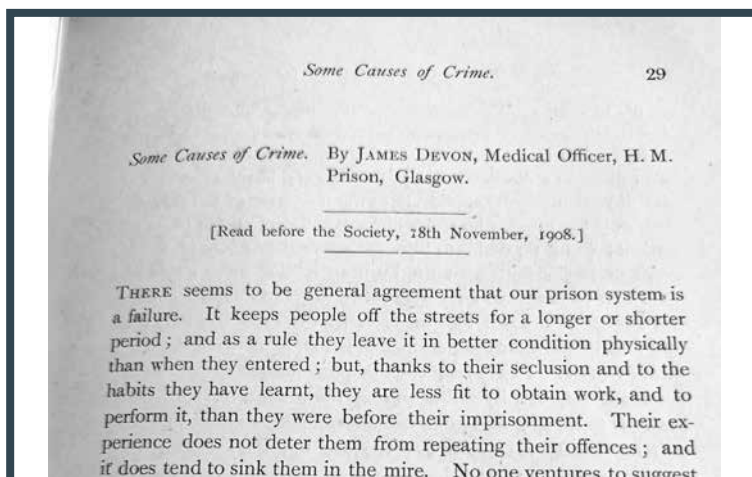 Some Causes of Crime. 29
Some Causes of Crime. By JAMES DEVON, Medical Officer, H. M.
Prison, Glasgow.
[Read before the Society, 18th November, 1908.]
THERE seems to be general agreement that our prison system is
a failure. It keeps people off the streets for a longer or shorter
period; and as a rule they leave it in better condition physically
than when they entered; but, thanks to their seclusion and to the
habits they have learnt, they are less fit to obtain work, and to
perform it, than they were before their imprisonment. Their ex-
perience does not deter them from repeating their offences; and
it does tend to sink them in the mire. No one ventures to suggest